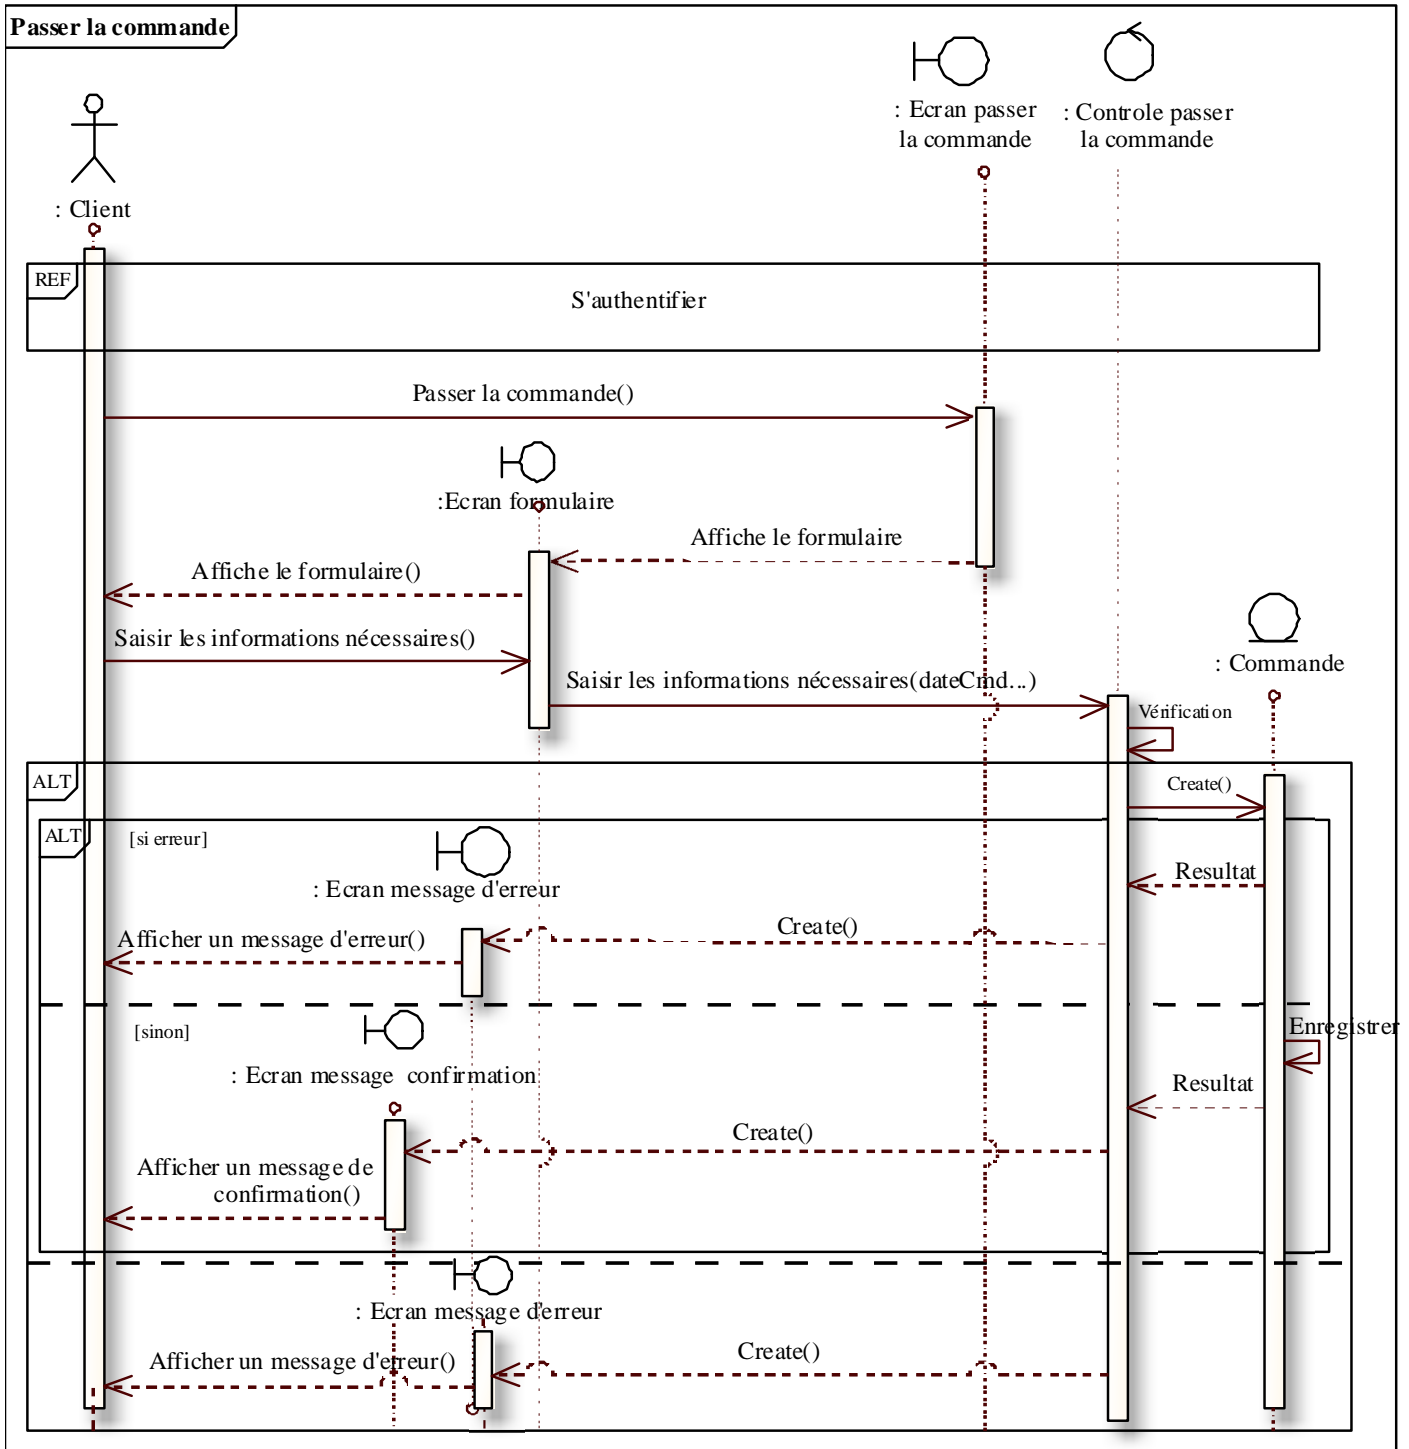 Passer la commande
: Ecran passer
la commande
: Controle passer
la commande
: Client
REF
S'authentifier
Passer la commande()
:Ecran formulaire
Affiche le formulaire
Affiche le formulaire()
Saisir les informations nécessaires()
: Commande
Saisir les informations nécessaires(dateCmd...)
Vérification
ALT
Create()
ALT
[si erreur]
: Ecran message d'erreur
Resultat
Create()
Afficher un message d'erreur()
[sinon]
Enregistrer
: Ecran message confirmation
Resultat
Create()
Afficher un message de
confirmation()
: Ecran message d'erreur
Create()
Afficher un message d'erreur()